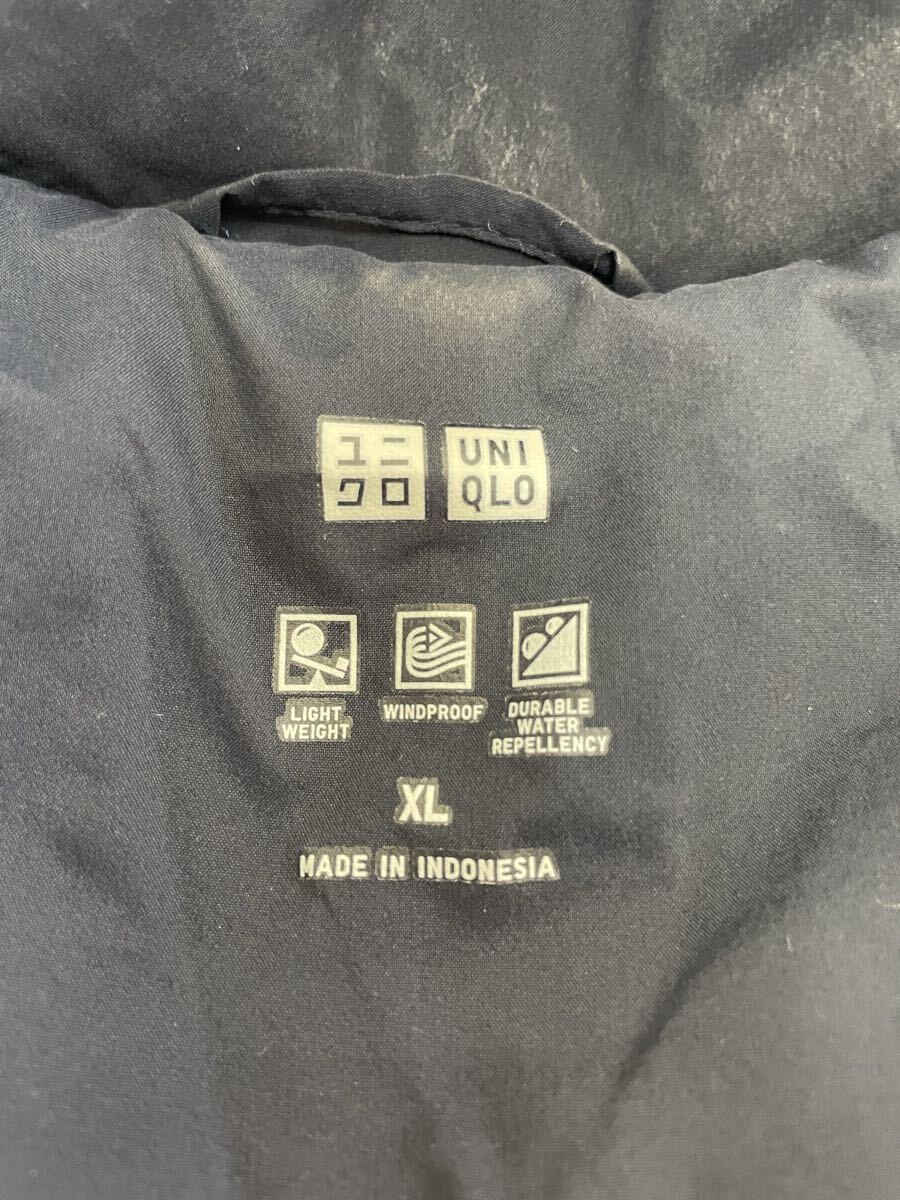 ユニ
クロ
UNI
QLO
LIGHT
WEIGHT
WINDPROOF
DURABLE
WATER
REPELLENCY
XL
MADE IN INDONESIA